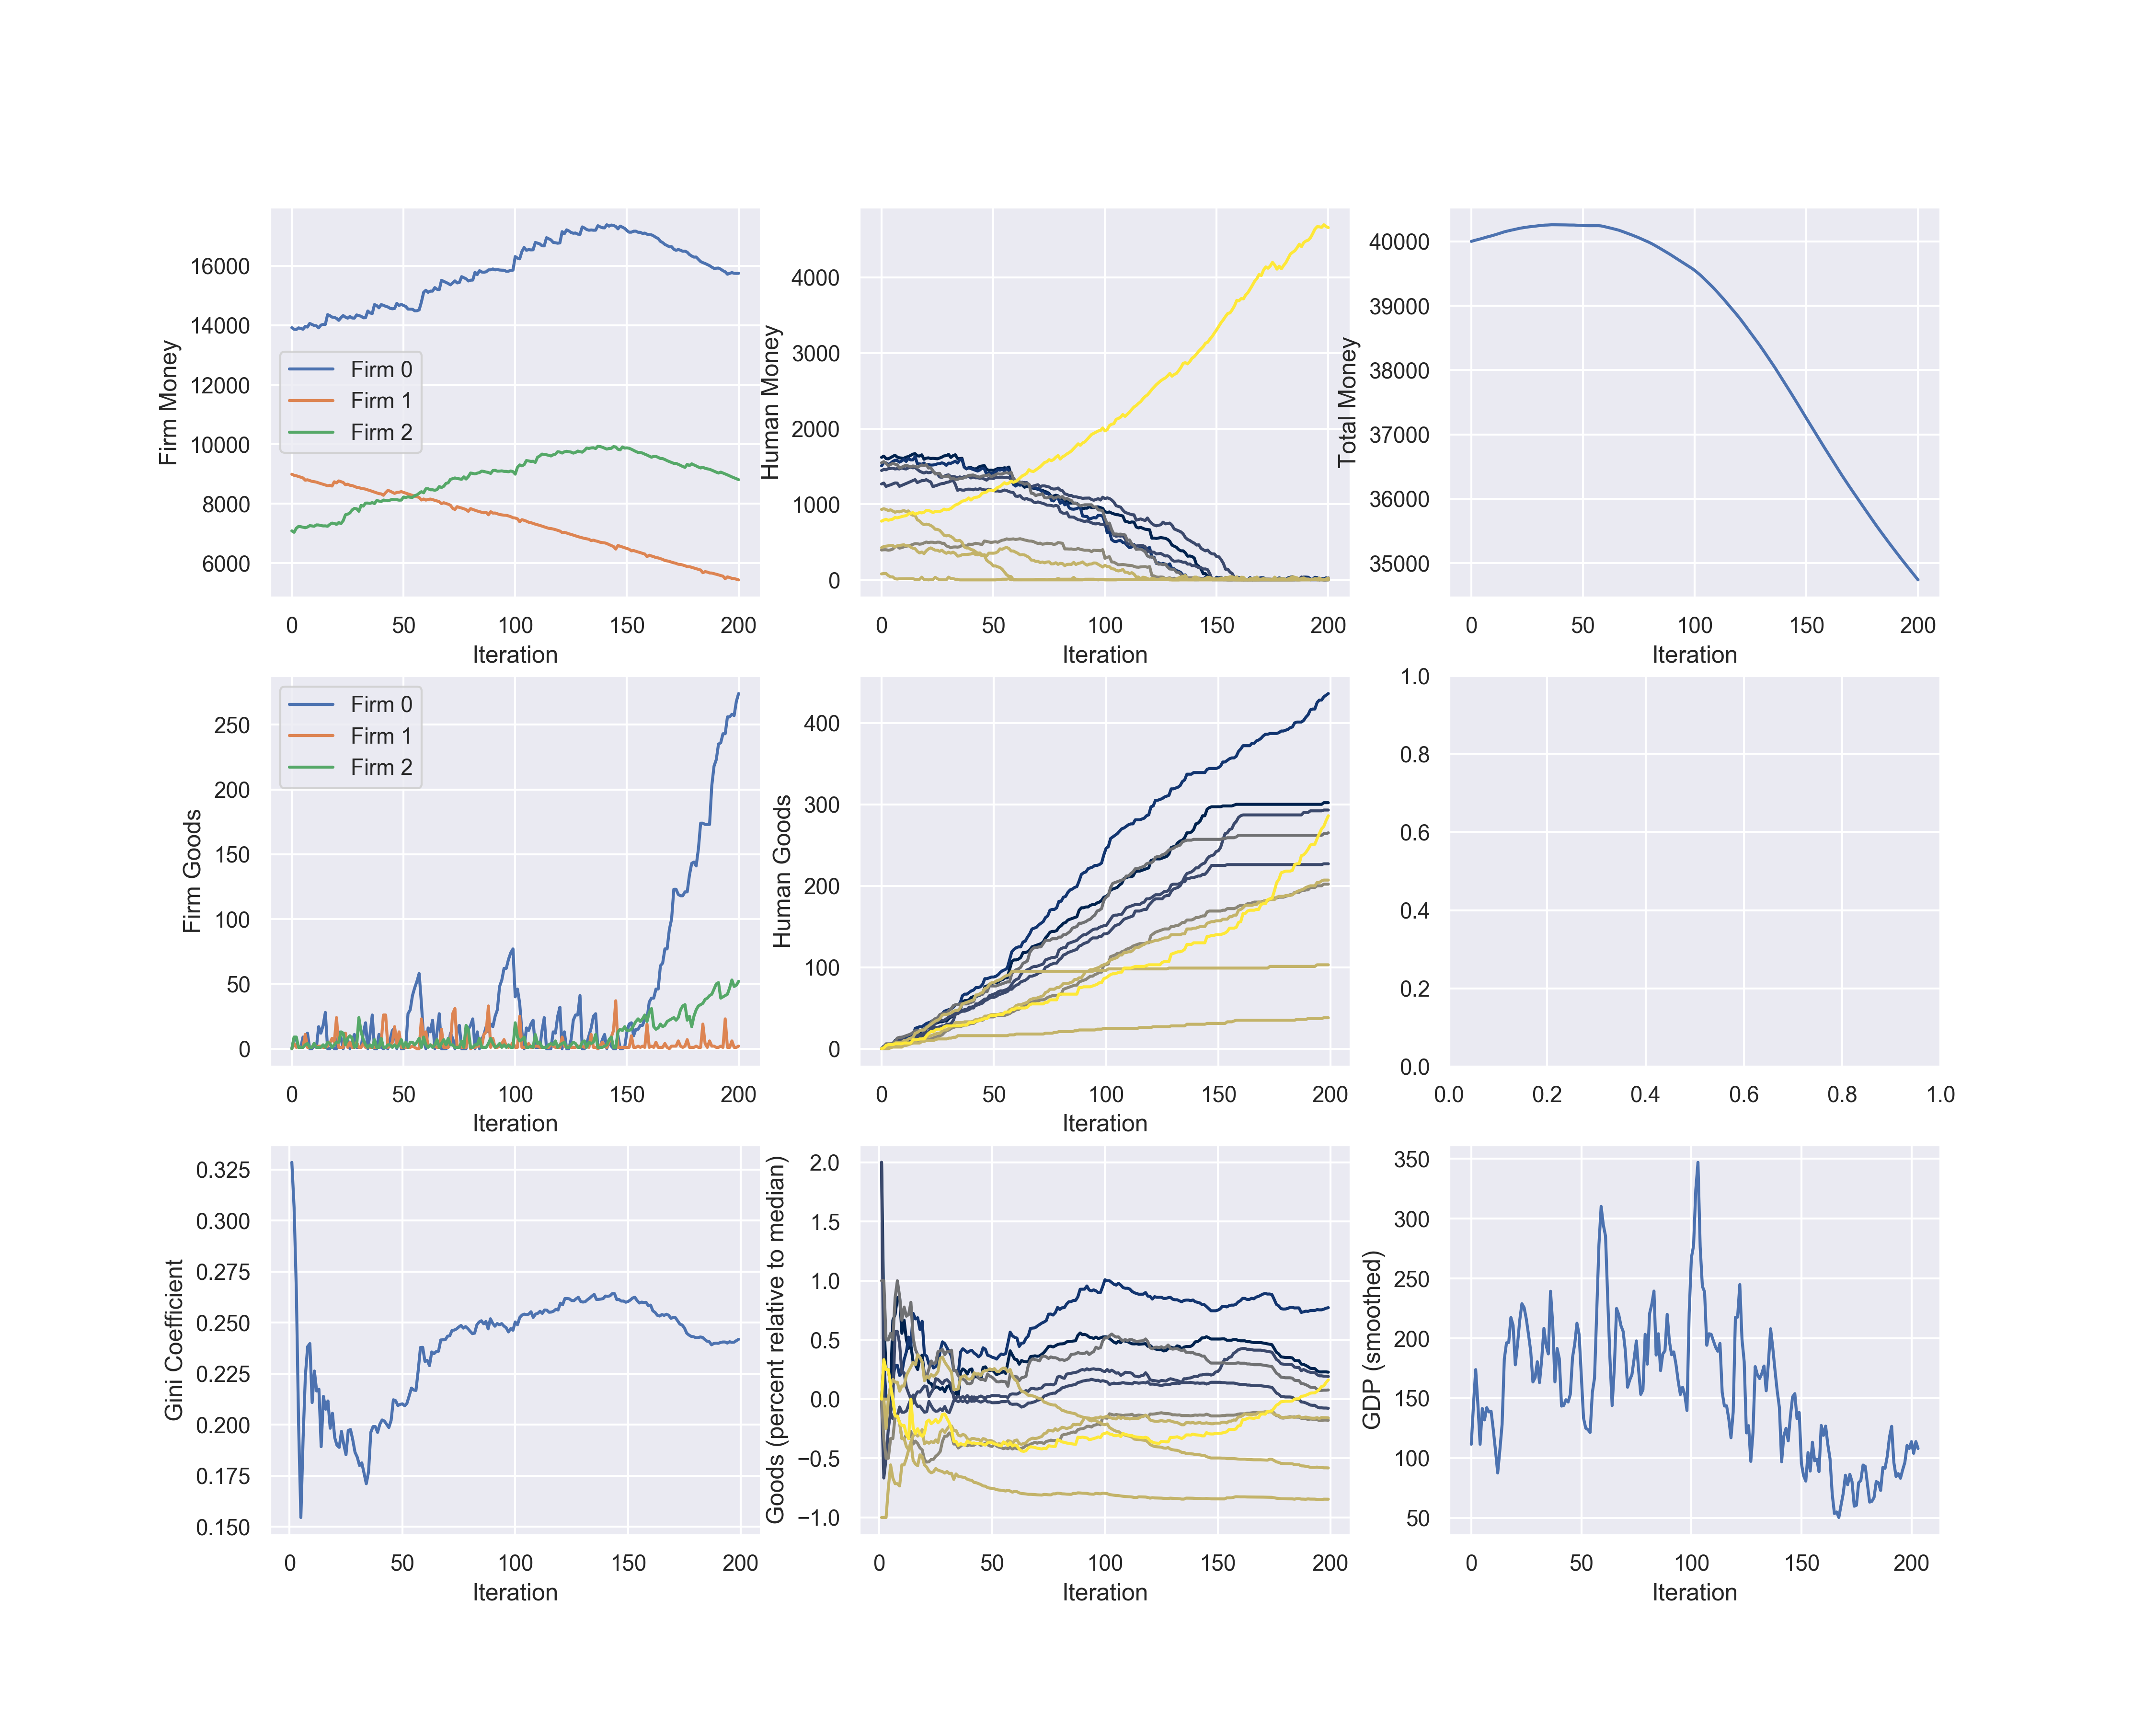 Firm Money
16000
14000
12000
10000
8000
6000
Firm 0
Firm 1
Firm 2
0 50 100 150 200
Iteration
Human Money
4000
3000
2000
1000
0
0 50 100 150 200
Iteration
Total Money
40000
39000
38000
37000
36000
35000
0 50 100 150 200
Iteration
Firm Goods
250
200
150
100
50
0
Firm 0
Firm 1
Firm 2
0 50 100 150 200
Iteration
Human Goods
400
300
200
100
0
0 50 100 150 200
Iteration
1.0
0.8
0.6
0.4
0.2
0.0
0.0 0.2 0.4 0.6 0.8 1.0
Gini Coefficient
0.325
0.300
0.275
0.250
0.225
0.200
0.175
0.150
0 50 100 150 200
Iteration
Goods (percent relative to median)
2.0
1.5
1.0
0.5
0.0
−0.5
−1.0
0 50 100 150 200
Iteration
GDP (smoothed)
350
300
250
200
150
100
50
0 50 100 150 200
Iteration